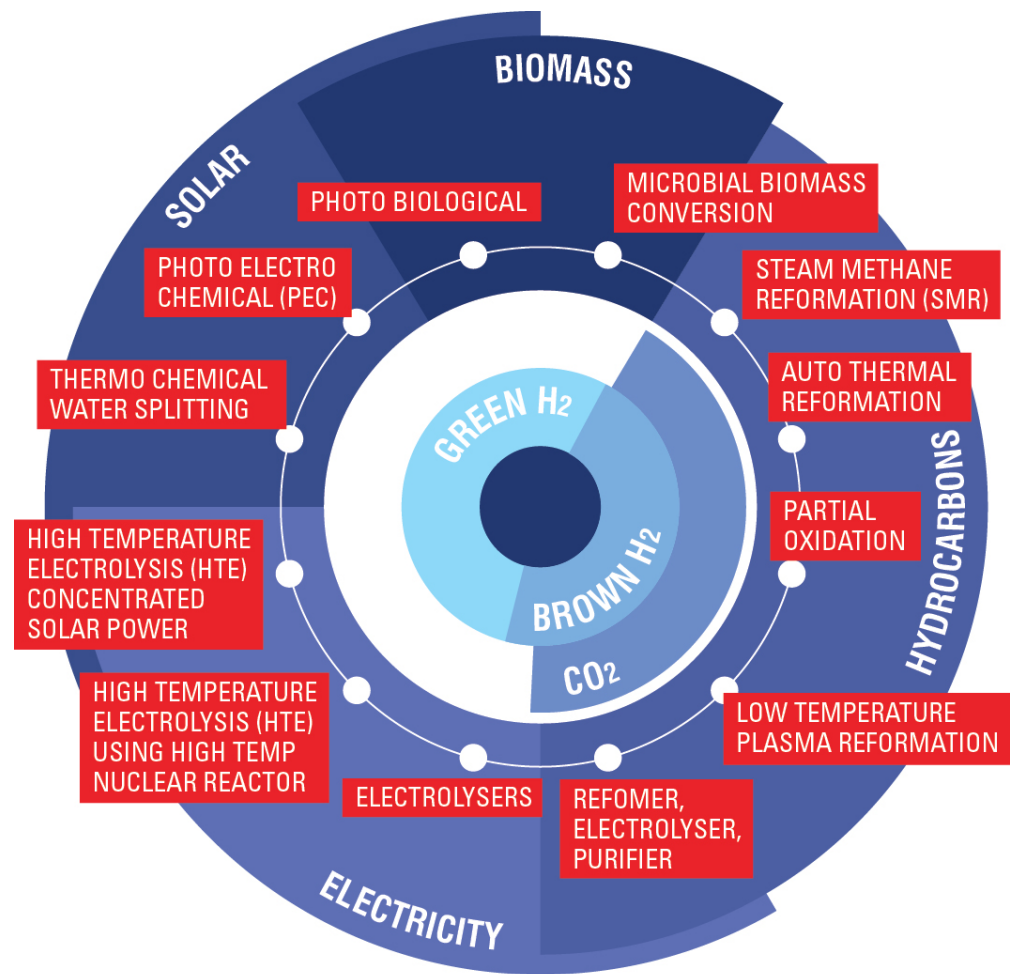 BIOMASS
SOLAR
PHOTO BIOLOGICAL
MICROBIAL BIOMASS
CONVERSION
PHOTO ELECTRO
CHEMICAL (PEC)
STEAM METHANE
REFORMATION (SMR)
THERMO CHEMICAL
WATER SPLITTING
AUTO THERMAL
REFORMATION
GREEN H2
BROWN H2
CO2
HYDROCARBONS
PARTIAL
OXIDATION
HIGH TEMPERATURE
ELECTROLYSIS (HTE)
CONCENTRATED
SOLAR POWER
HIGH TEMPERATURE
ELECTROLYSIS (HTE)
USING HIGH TEMP
NUCLEAR REACTOR
LOW TEMPERATURE
PLASMA REFORMATION
ELECTROLYSERS
REFOMER,
ELECTROLYSER,
PURIFIER
ELECTRICITY